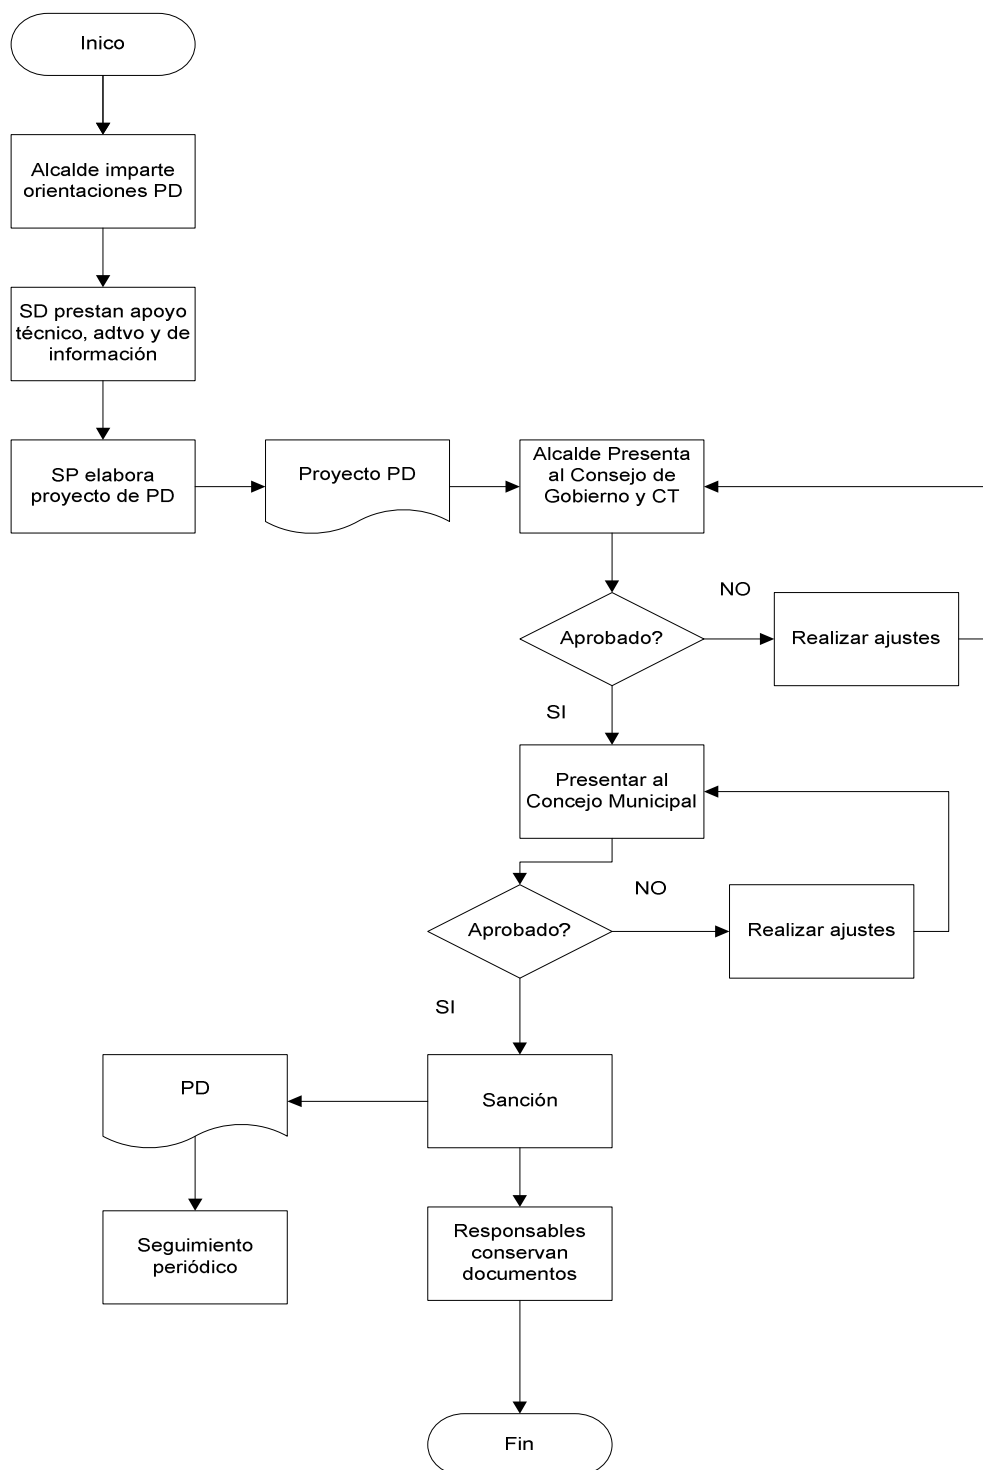 Inico
Alcalde imparte
orientaciones PD
SD prestan apoyo
técnico, adtvo y de
información
SP elabora
proyecto de PD
Proyecto PD
Alcalde Presenta
al Consejo de
Gobierno y CT
Aprobado?
NO
Realizar ajustes
SI
Presentar al
Concejo Municipal
Aprobado?
NO
Realizar ajustes
SI
Sanción
PD
Seguimiento
periódico
Responsables
conservan
documentos
Fin